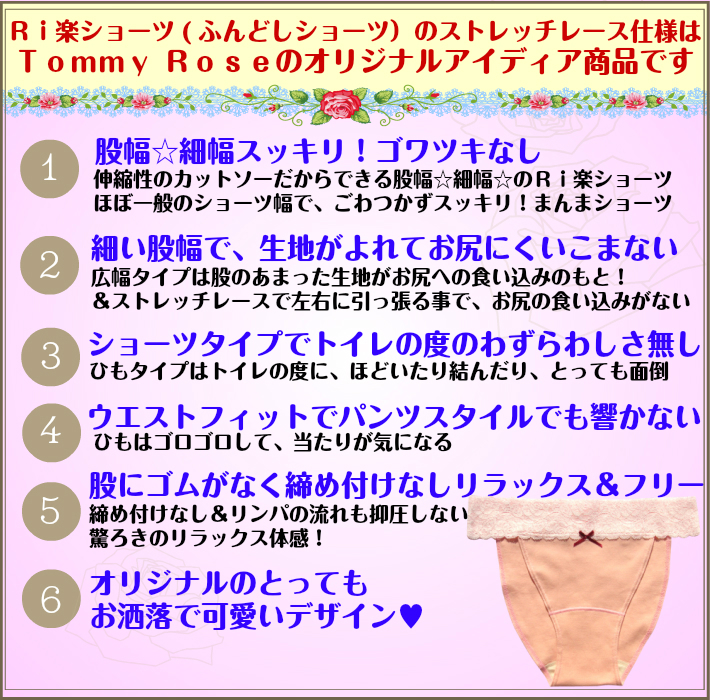 Ｒｉ楽ショーツ(ふんどしショーツ）のストレッチレース仕様は
Ｔｏｍｍｙ Ｒｏｓｅのオリジナルアイディア商品です
1
股幅☆細幅スッキリ！ゴワツキなし
伸縮性のカットソーだからできる股幅☆細幅☆のＲｉ楽ショーツ
ほぼ一般のショーツ幅で、ごわつかずスッキリ！まんまショーツ
2
細い股幅で、生地がよれてお尻にくいこまない
広幅タイプは股のあまった生地がお尻への食い込みのもと！
＆ストレッチレースで左右に引っ張る事で、お尻の食い込みがない
3
ショーツタイプでトイレの度のわずらわしさ無し
ひもタイプはトイレの度に、ほどいたり結んだり、とっても面倒
4
ウエストフィットでパンツスタイルでも響かない
ひもはゴロゴロして、当たりが気になる
5
股にゴムがなく締め付けなしリラックス＆フリー
締め付けなし＆リンパの流れも抑圧しない
驚ろきのリラックス体感！
6
オリジナルのとっても
お洒落で可愛いデザイン♥